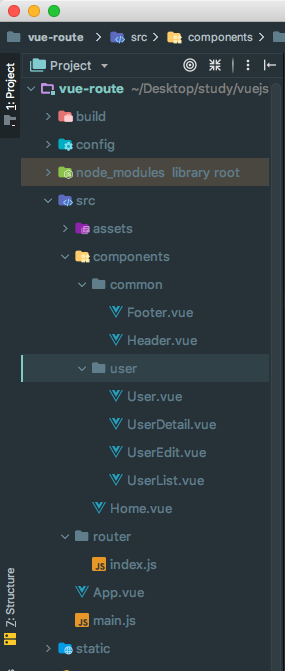 vue-route > src > components >
1: Project
Project
vue-route ~/Desktop/study/vuejs
build
config
node_modules library root
src
assets
components
common
Footer.vue
Header.vue
user
User.vue
UserDetail.vue
UserEdit.vue
UserList.vue
Home.vue
router
index.js
App.vue
main.js
static
7: Structure